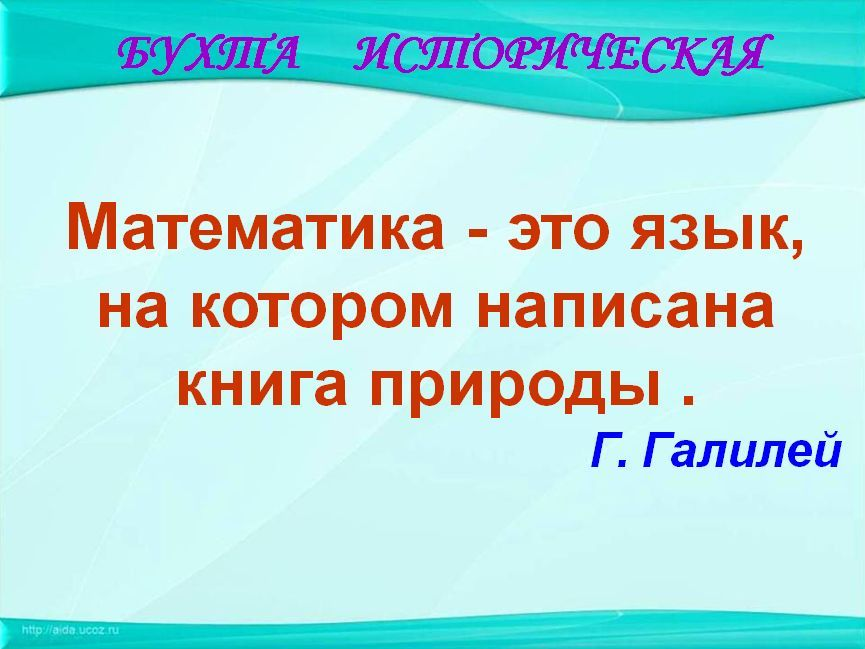 БУХТА ИСТОРИЧЕСКАЯ
Математика - это язык,
на котором написана
книга природы .
Г. Галилей
http://aida.ucoz.ru